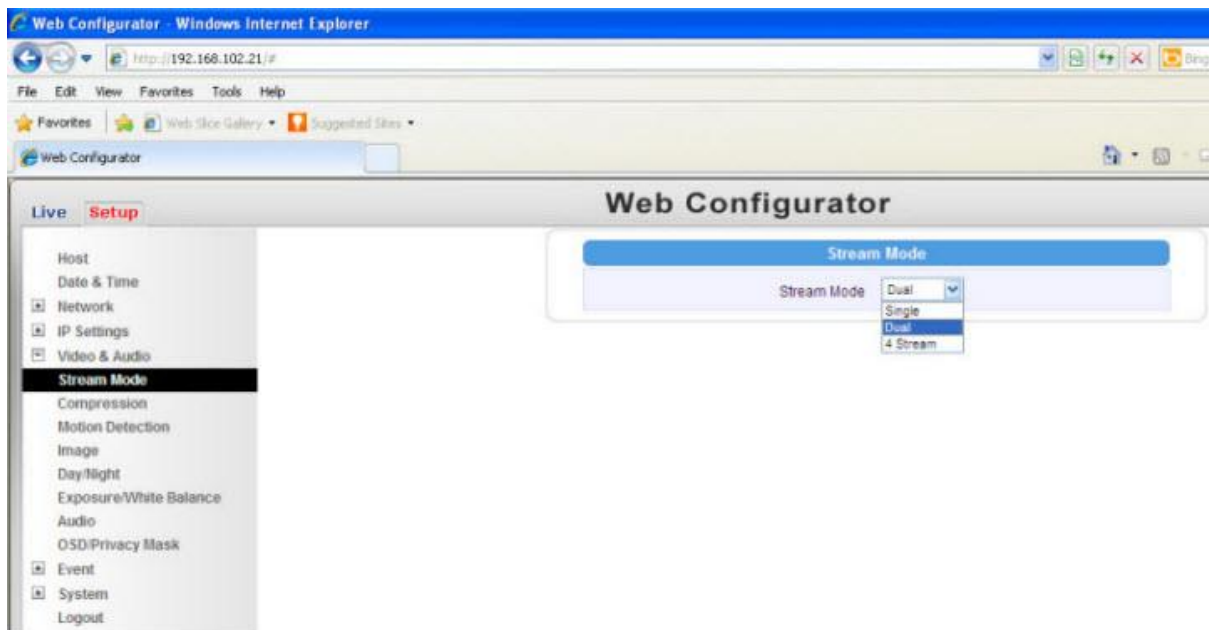 Web Configurator - Windows Internet Explorer
http://192.168.102.21/#
Bing
File Edit View Favorites Tools Help
Favorites Web Slice Gallery Suggested Sites
Web Configurator
Live Setup
Web Configurator
Host
Date & Time
Network
IP Settings
Video & Audio
Stream Mode
Compression
Motion Detection
Image
Day/Night
Exposure/White Balance
Audio
OSD/Privacy Mask
Event
System
Logout
Stream Mode
Stream Mode Dual
Single
Dual
4 Stream